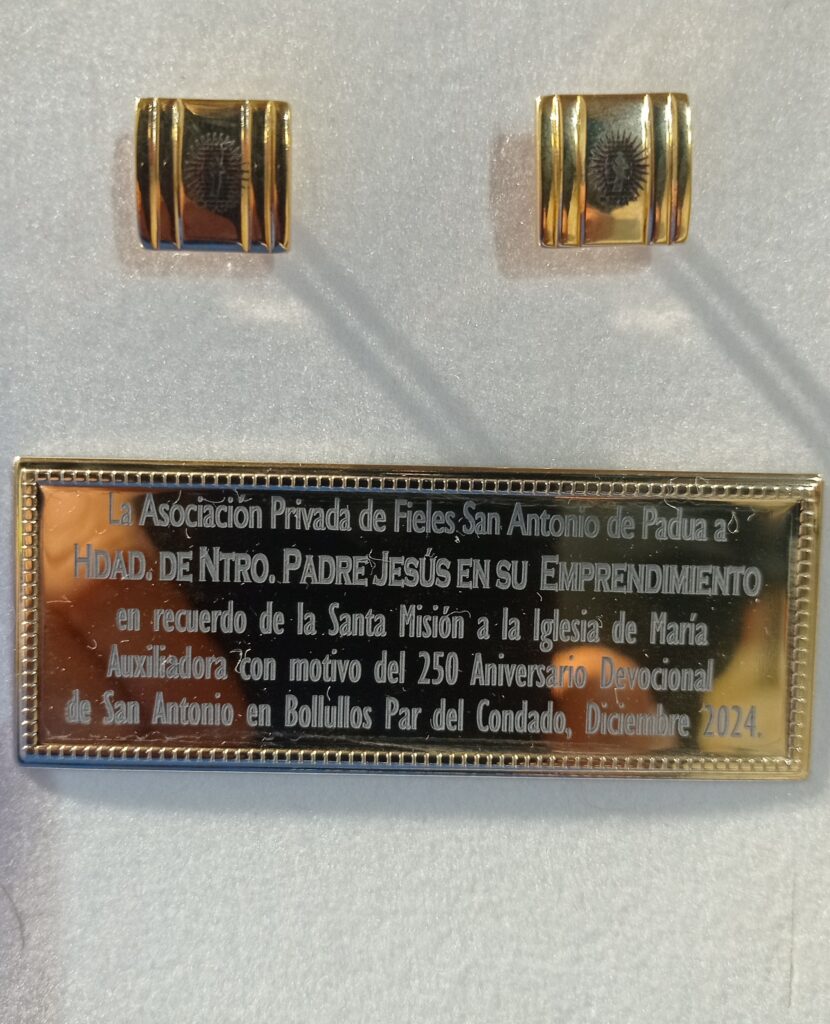 La Asociación Privada de Fieles San Antonio de Padua a
HDAD. DE NTRO. PADRE JESÚS EN SU EMPRENDIMIENTO
en recuerdo de la Santa Misión a la Iglesia de María
Auxiliadora con motivo del 250 Aniversario Devocional
de San Antonio en Bollullos Par del Condado, Diciembre 2024.